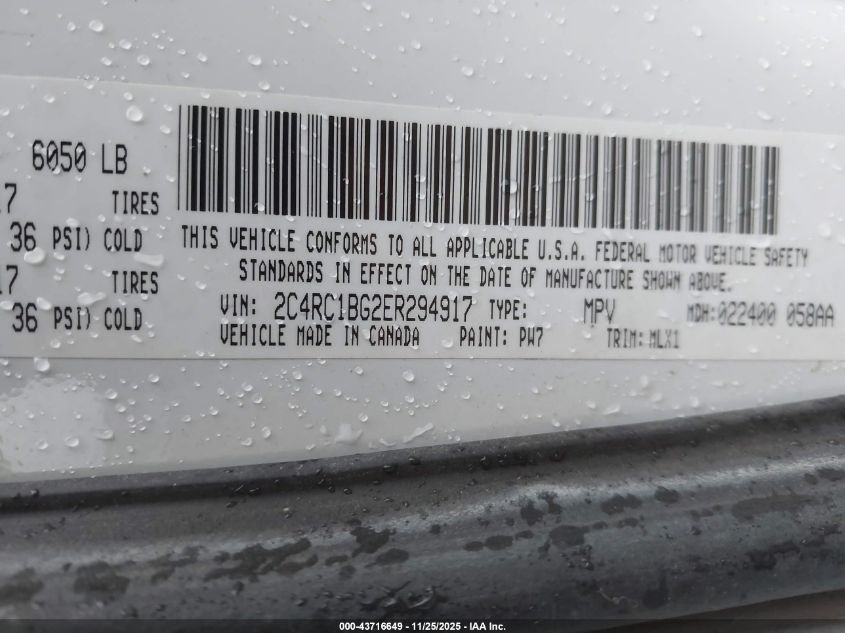 6050 LB
17 TIRES
36 PSI) COLD
17 TIRES
36 PSI) COLD
THIS VEHICLE CONFORMS TO ALL APPLICABLE U.S.A. FEDERAL MOTOR VEHICLE SAFETY
STANDARDS IN EFFECT ON THE DATE OF MANUFACTURE SHOWN ABOVE.
VIN: 2C4RC1BG2ER294917 TYPE: MPV MDH:022400 058AA
VEHICLE MADE IN CANADA PAINT: PW7 TRIM: MLX1
000-43716649 - 11/25/2025 - IAA Inc.